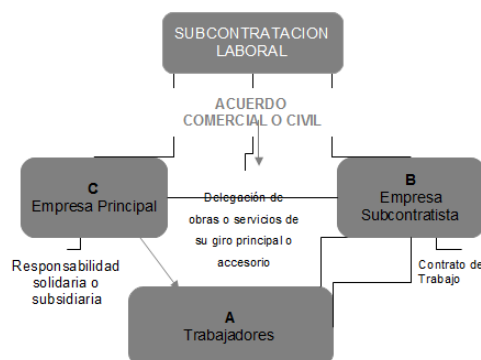 SUBCONTRATACION
LABORAL
ACUERDO
COMERCIAL O CIVIL
C
Empresa Principal
Delegación de
obras o servicios de
su giro principal o
accesorio
B
Empresa
Subcontratista
Responsabilidad
solidaria o
subsidiaria
Contrato de
Trabajo
A
Trabajadores